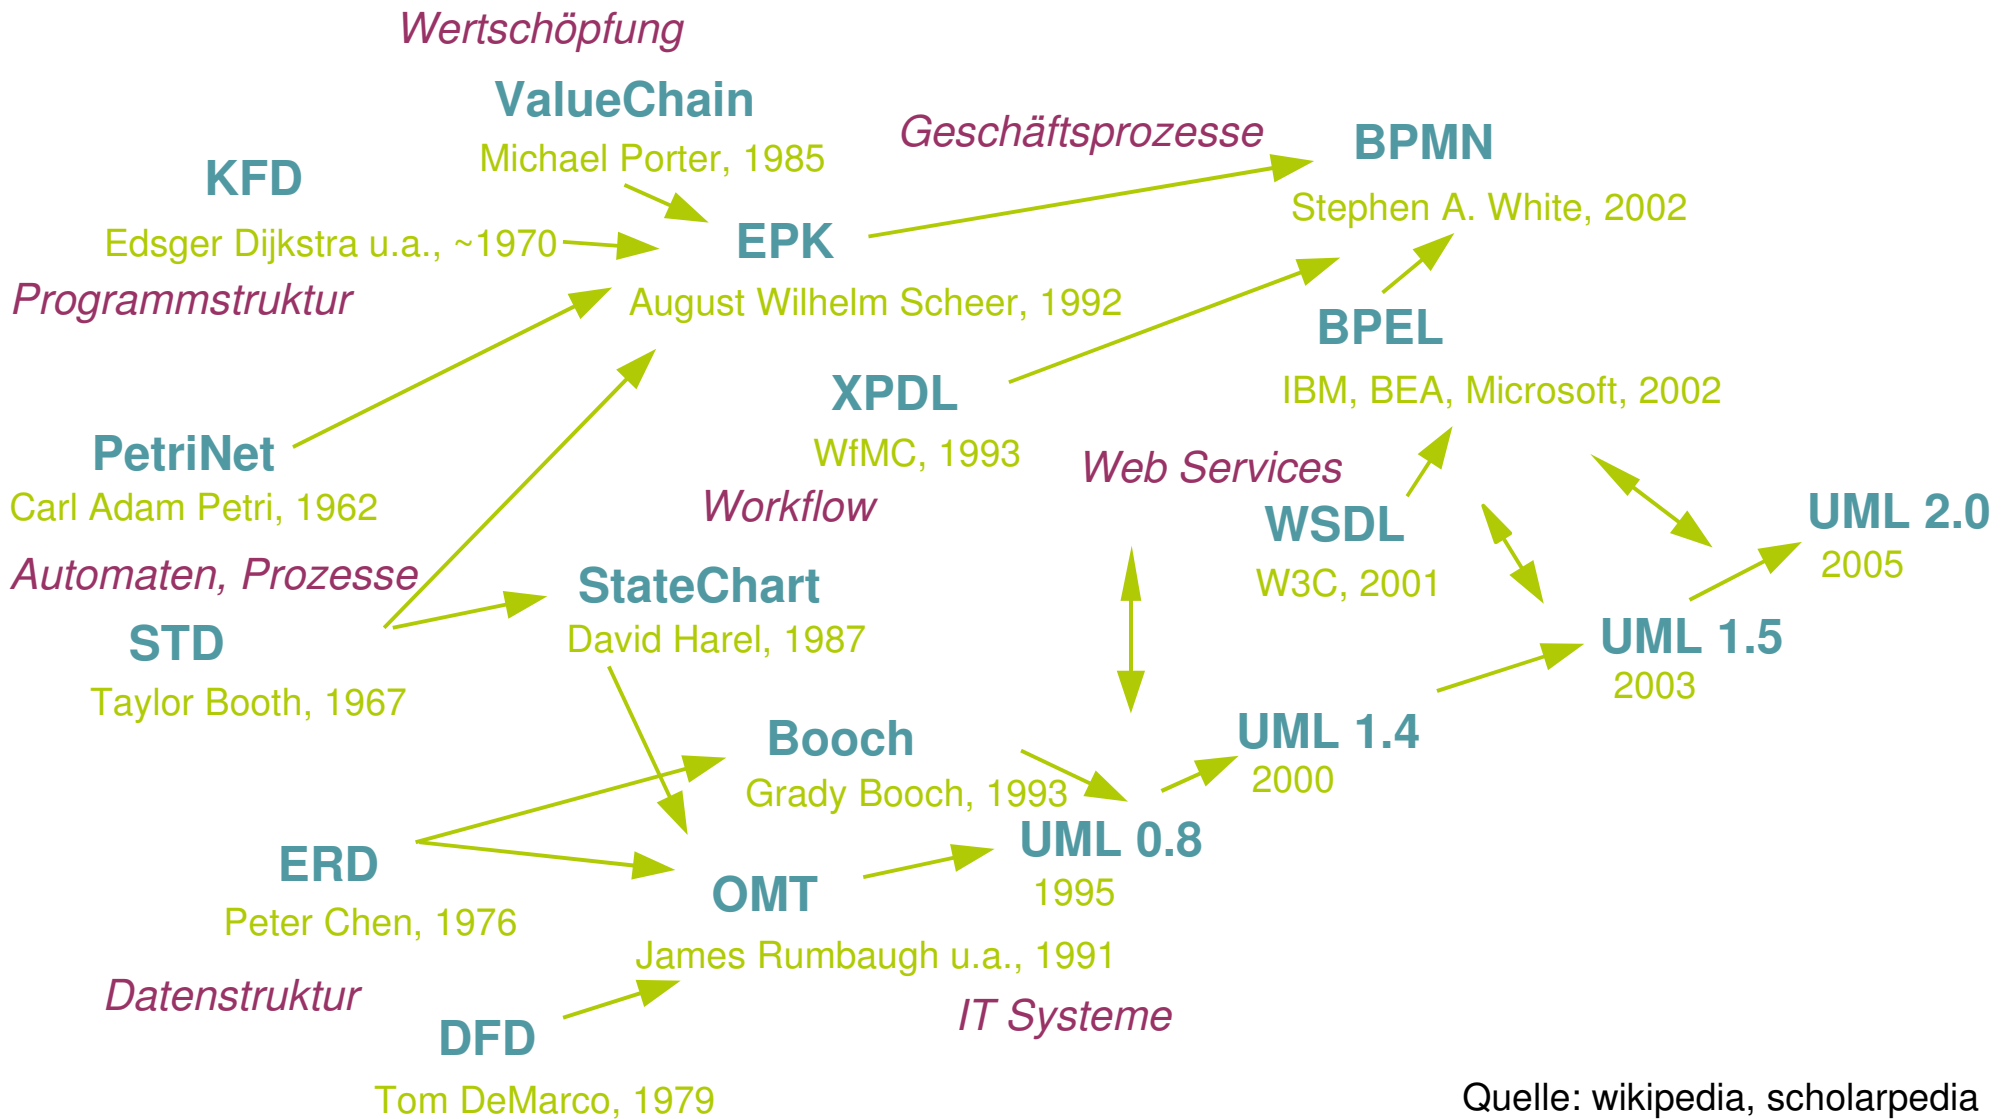 Wertschöpfung
ValueChain
Michael Porter, 1985
Geschäftsprozesse
BPMN
Stephen A. White, 2002
KFD
Edsger Dijkstra u.a., ~1970
Programmstruktur
EPK
August Wilhelm Scheer, 1992
BPEL
IBM, BEA, Microsoft, 2002
XPDL
WfMC, 1993
Workflow
Web Services
PetriNet
Carl Adam Petri, 1962
Automaten, Prozesse
WSDL
W3C, 2001
UML 2.0
2005
StateChart
David Harel, 1987
STD
Taylor Booth, 1967
UML 1.5
2003
Booch
Grady Booch, 1993
UML 1.4
2000
UML 0.8
1995
ERD
Peter Chen, 1976
OMT
James Rumbaugh u.a., 1991
Datenstruktur
IT Systeme
DFD
Tom DeMarco, 1979
Quelle: wikipedia, scholarpedia